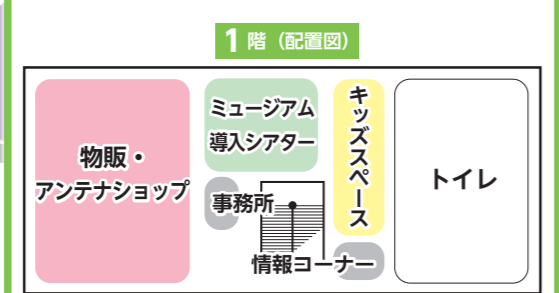 1階（配置図）
物販・
アンテナショップ
ミュージアム
導入シアター
キッズスペース
トイレ
事務所
情報コーナー